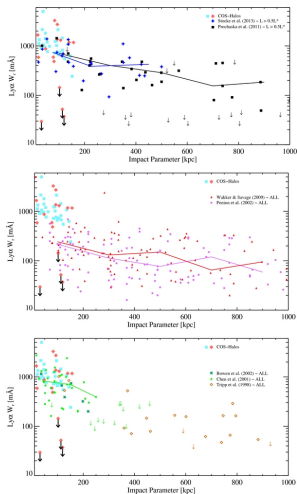 COS-Halos
Stocke et al. (2013) - L > 0.5L*
Prochaska et al. (2011) - L > 0.5L*
Lyα Wr [mÅ]
1000
100
10
0 200 400 600 800 1000
Impact Parameter [kpc]
COS-Halos
Wakker & Savage (2009) - ALL
Penton et al. (2002) - ALL
Lyα Wr [mÅ]
1000
100
10
0 200 400 600 800 1000
Impact Parameter [kpc]
COS-Halos
Bowen et al. (2002) - ALL
Chen et al. (2001) - ALL
Tripp et al. (1998) - ALL
Lyα Wr [mÅ]
1000
100
10
0 200 400 600 800 1000
Impact Parameter [kpc]